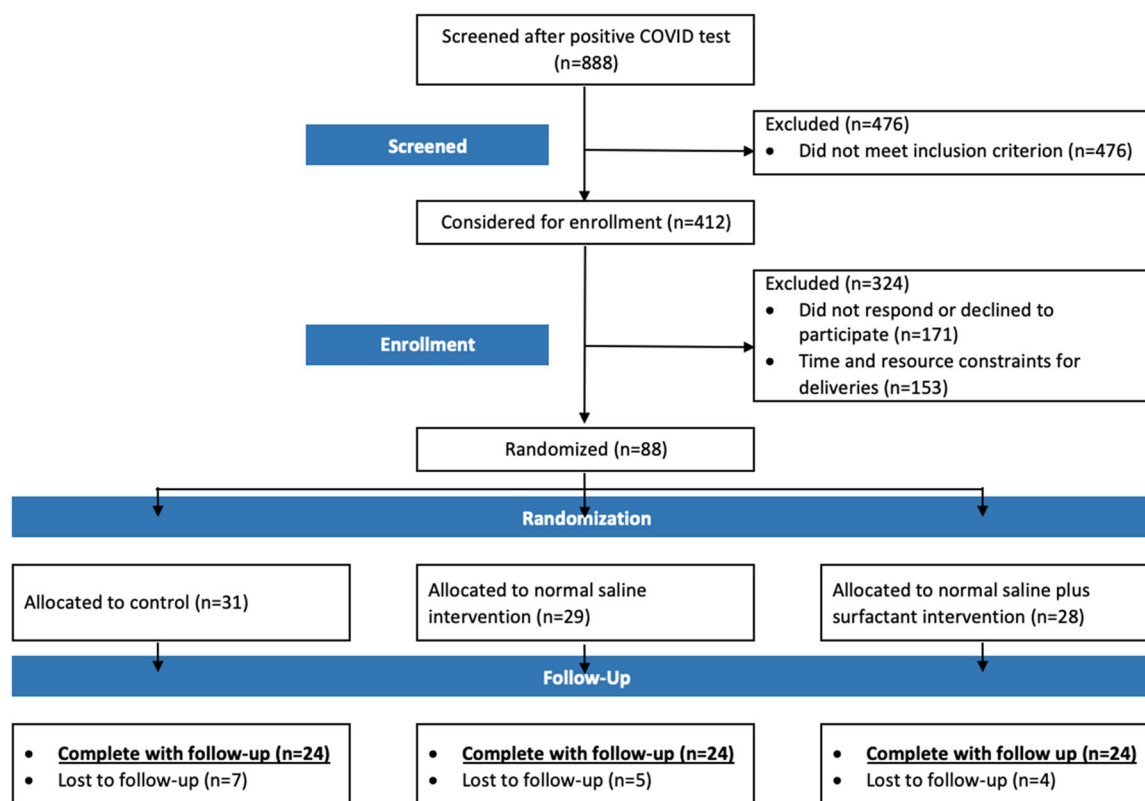 Screened after positive COVID test
(n=888)
Screened
Excluded (n=476)
• Did not meet inclusion criterion (n=476)
Considered for enrollment (n=412)
Enrollment
Excluded (n=324)
• Did not respond or declined to
participate (n=171)
• Time and resource constraints for
deliveries (n=153)
Randomized (n=88)
Randomization
Allocated to control (n=31)
Allocated to normal saline
intervention (n=29)
Allocated to normal saline plus
surfactant intervention (n=28)
Follow-Up
• Complete with follow-up (n=24)
• Lost to follow-up (n=7)
• Complete with follow-up (n=24)
• Lost to follow-up (n=5)
• Complete with follow up (n=24)
• Lost to follow-up (n=4)